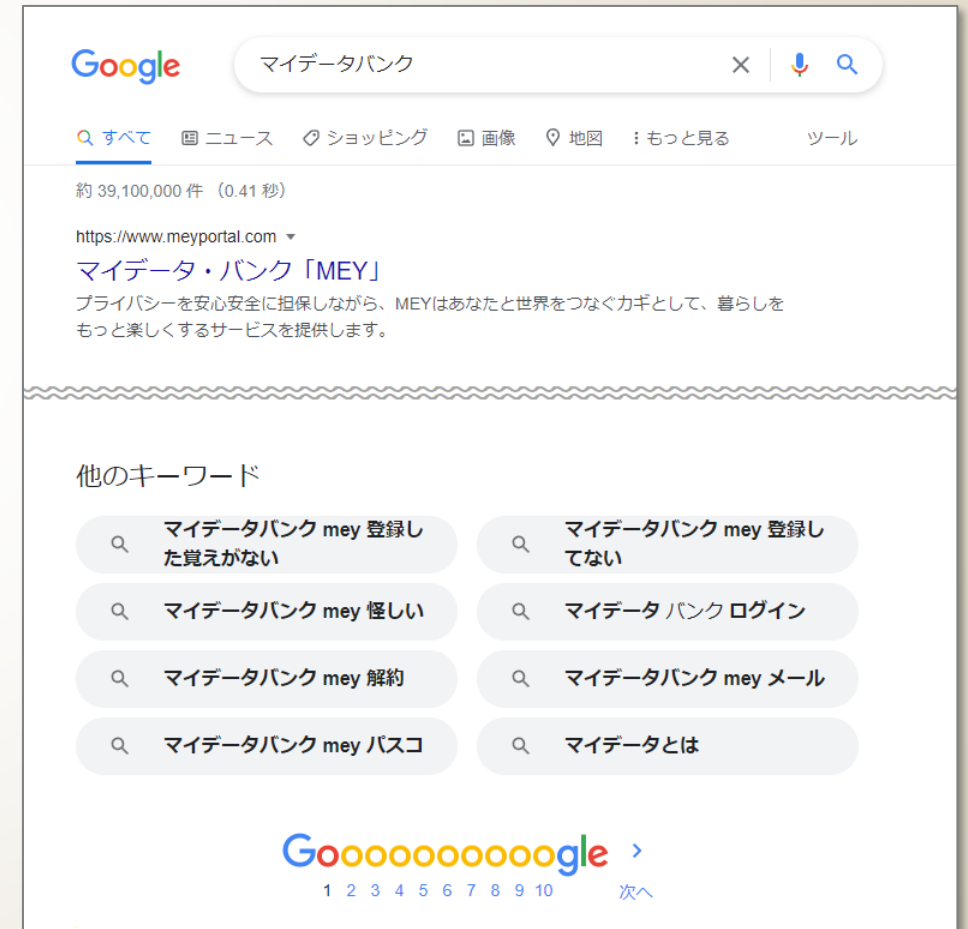 Google
マイデータバンク
すべて ニュース ショッピング 画像 地図 もっと見る ツール
約 39,100,000 件 （0.41 秒）
https://www.meyportal.com
マイデータ・バンク「MEY」
プライバシーを安心安全に担保しながら、MEYはあなたと世界をつなぐカギとして、暮らしを
もっと楽しくするサービスを提供します。
他のキーワード
マイデータバンク mey 登録し
た覚えがない
マイデータバンク mey 登録し
てない
マイデータバンク mey 怪しい
マイデータ バンク ログイン
マイデータバンク mey 解約
マイデータバンク mey メール
マイデータバンク mey パスコ
マイデータとは
Goooooooooogle
1 2 3 4 5 6 7 8 9 10 次へ